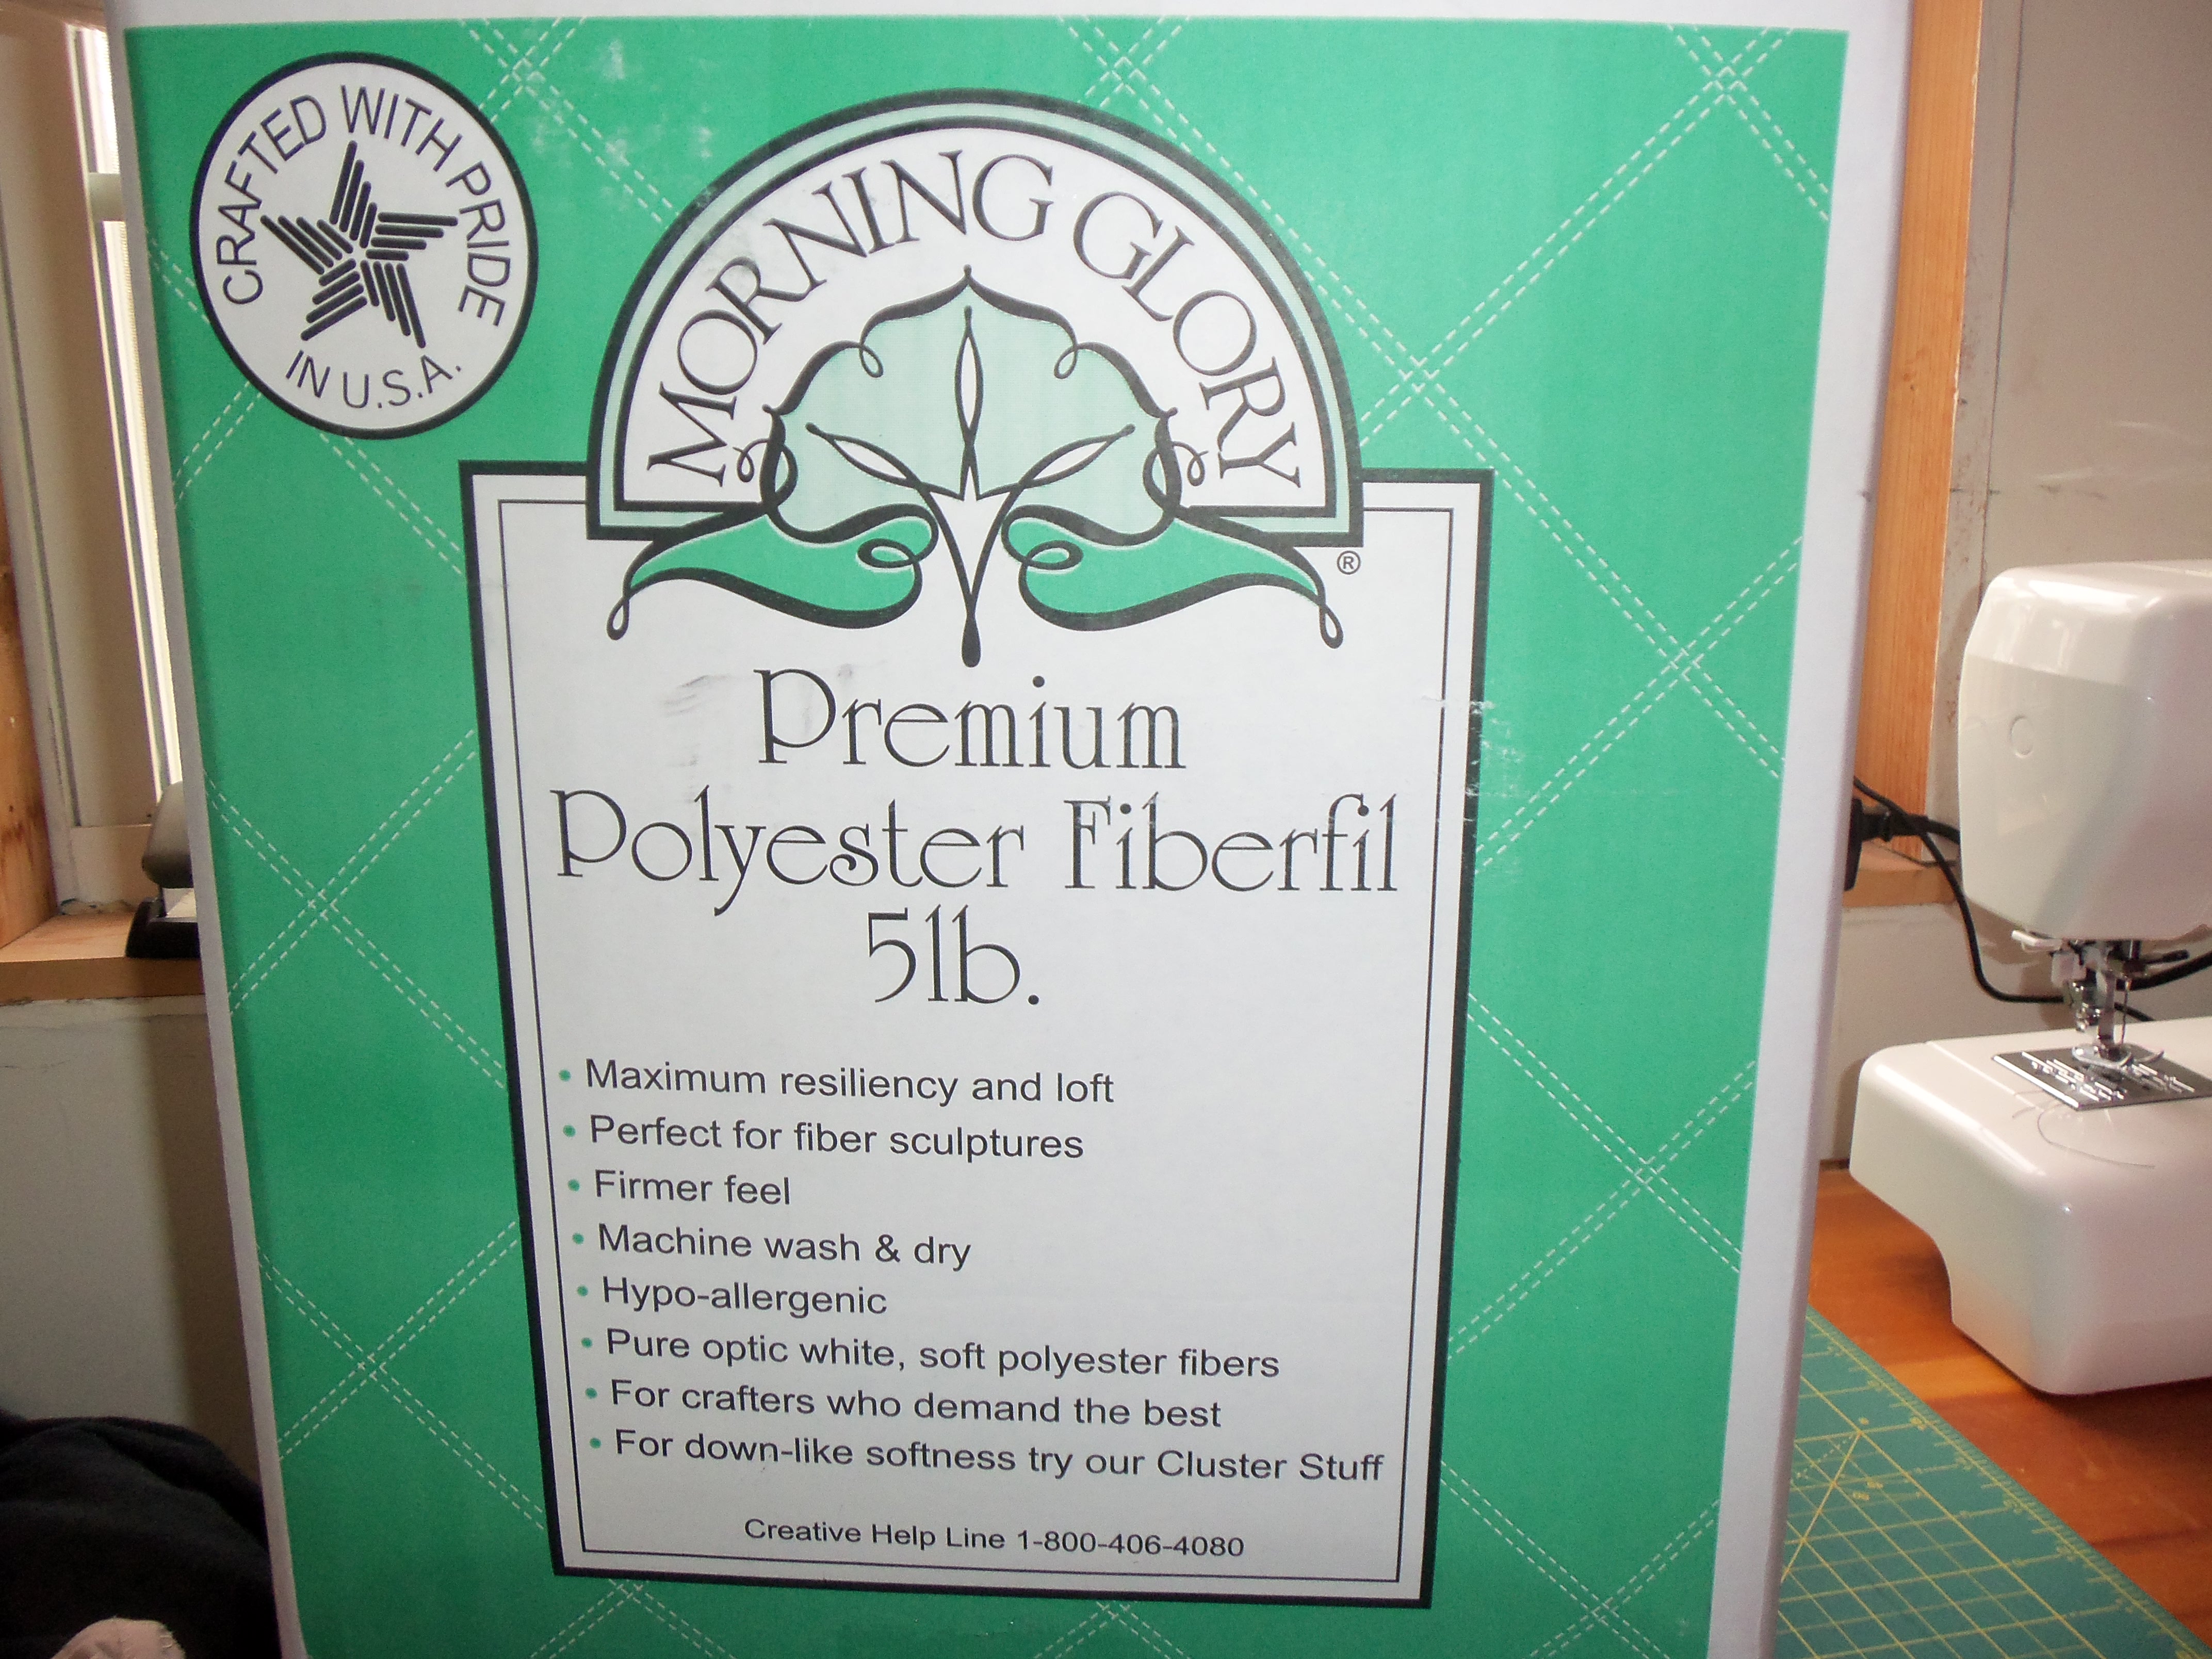 CRAFTED WITH PRIDE
IN U.S.A.
MORNING GLORY
®
Premium
Polyester Fiberfil
5lb.
• Maximum resiliency and loft
• Perfect for fiber sculptures
• Firmer feel
• Machine wash & dry
• Hypo-allergenic
• Pure optic white, soft polyester fibers
• For crafters who demand the best
• For down-like softness try our Cluster Stuff
Creative Help Line 1-800-406-4080